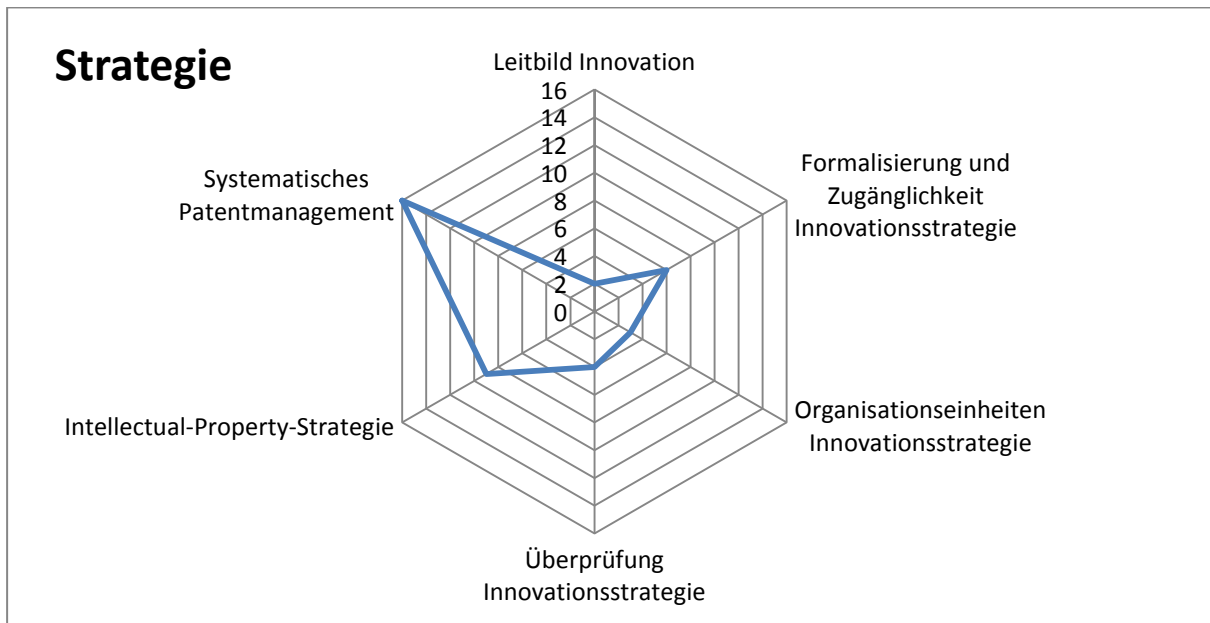 Strategie
Leitbild Innovation
16
14
12
10
8
6
4
2
0
Formalisierung und
Zugänglichkeit
Innovationsstrategie
Organisationseinheiten
Innovationsstrategie
Überprüfung
Innovationsstrategie
Intellectual-Property-Strategie
Systematisches
Patentmanagement